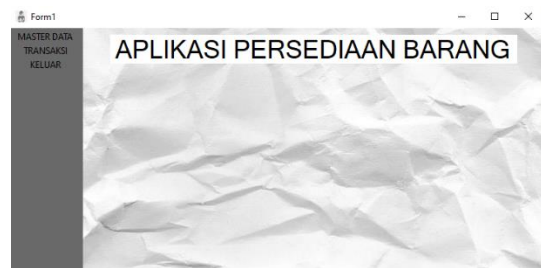 Form1
MASTER DATA
TRANSAKSI
KELUAR
APLIKASI PERSEDIAAN BARANG